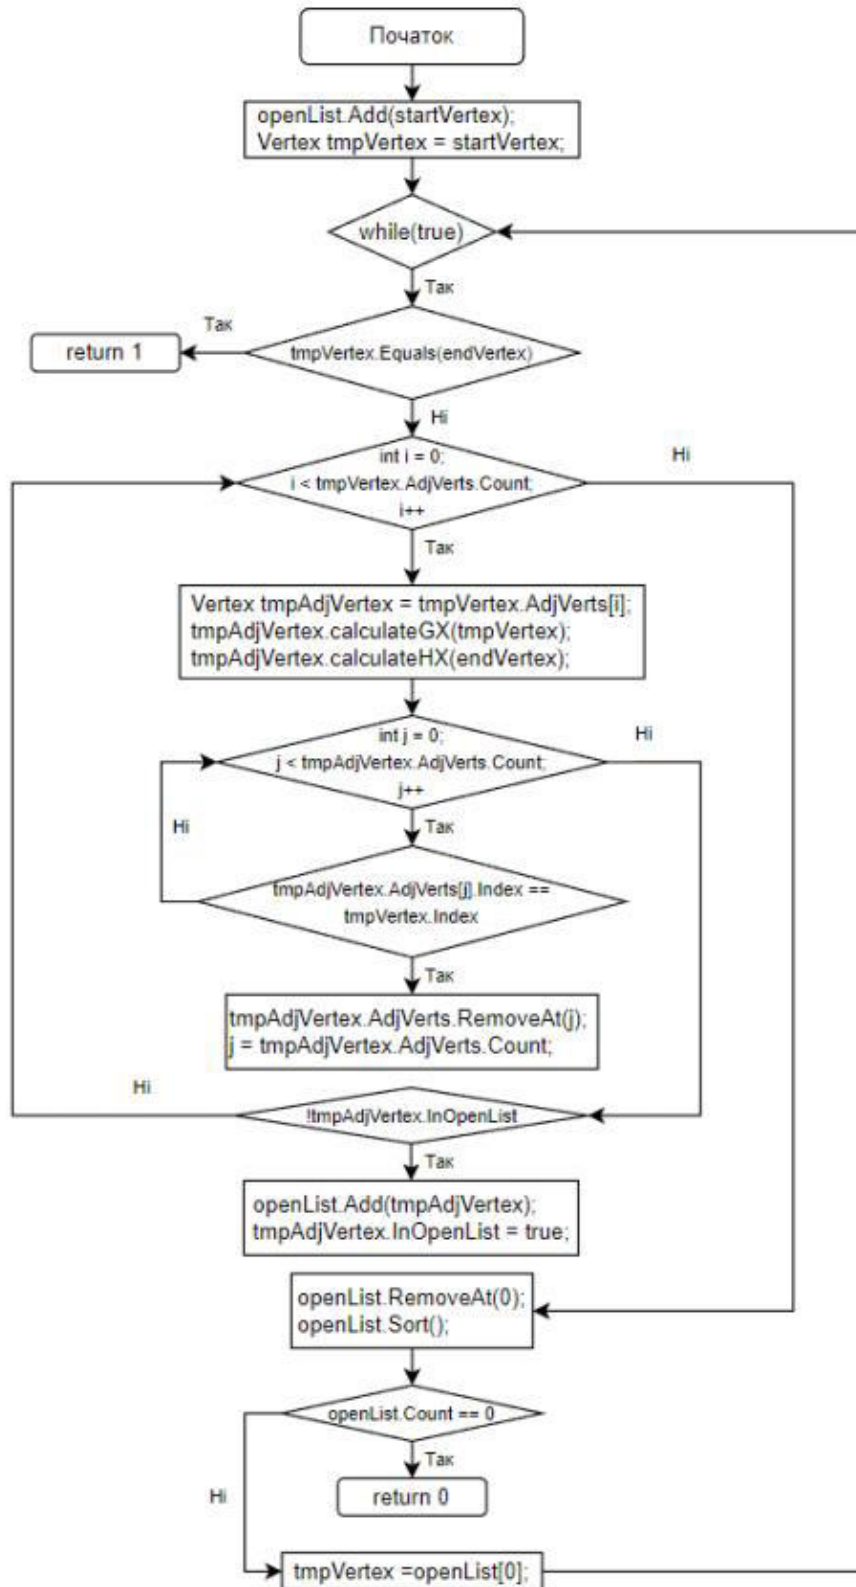 Початок
openList.Add(startVertex);
Vertex tmpVertex = startVertex;
while(true)
Так
Так
return 1
tmpVertex.Equals(endVertex)
Ні
int i = 0;
Ні
i < tmpVertex.AdjVerts.Count;
i++
Так
Vertex tmpAdjVertex = tmpVertex.AdjVerts[i];
tmpAdjVertex.calculateGX(tmpVertex);
tmpAdjVertex.calculateHX(endVertex);
int j = 0;
Ні
j < tmpAdjVertex.AdjVerts.Count;
j++
Ні
Так
tmpAdjVertex.AdjVerts[j].Index ==
tmpVertex.Index
Так
tmpAdjVertex.AdjVerts.RemoveAt(j);
j = tmpAdjVertex.AdjVerts.Count;
Ні
!tmpAdjVertex.InOpenList
Так
openList.Add(tmpAdjVertex);
tmpAdjVertex.InOpenList = true;
openList.RemoveAt(0);
openList.Sort();
openList.Count == 0
Так
Ні
return 0
tmpVertex =openList[0];